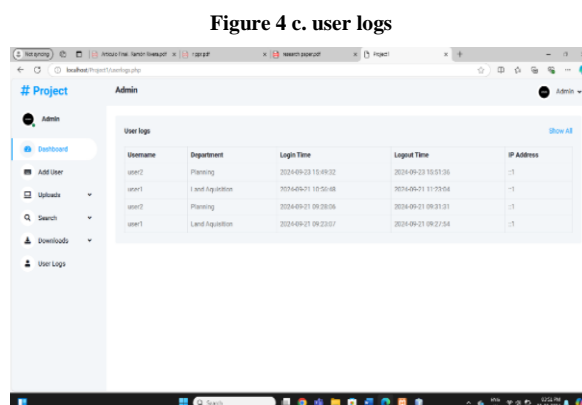 Figure 4 c. user logs
Not syncing
Project
localhost/Project1/userlogs.php
# Project
Admin
Admin
Admin
Dashboard
Add User
Uploads
Search
Downloads
User Logs
User logs
Show All
Username Department Login Time Logout Time IP Address
user2 Planning 2024-09-23 15:49:32 2024-09-23 15:51:36 ::1
user1 Land Aquisition 2024-09-21 10:56:48 2024-09-21 11:23:04 ::1
user2 Planning 2024-09-21 09:28:06 2024-09-21 09:31:31 ::1
user1 Land Aquisition 2024-09-21 09:23:07 2024-09-21 09:27:54 ::1
Search